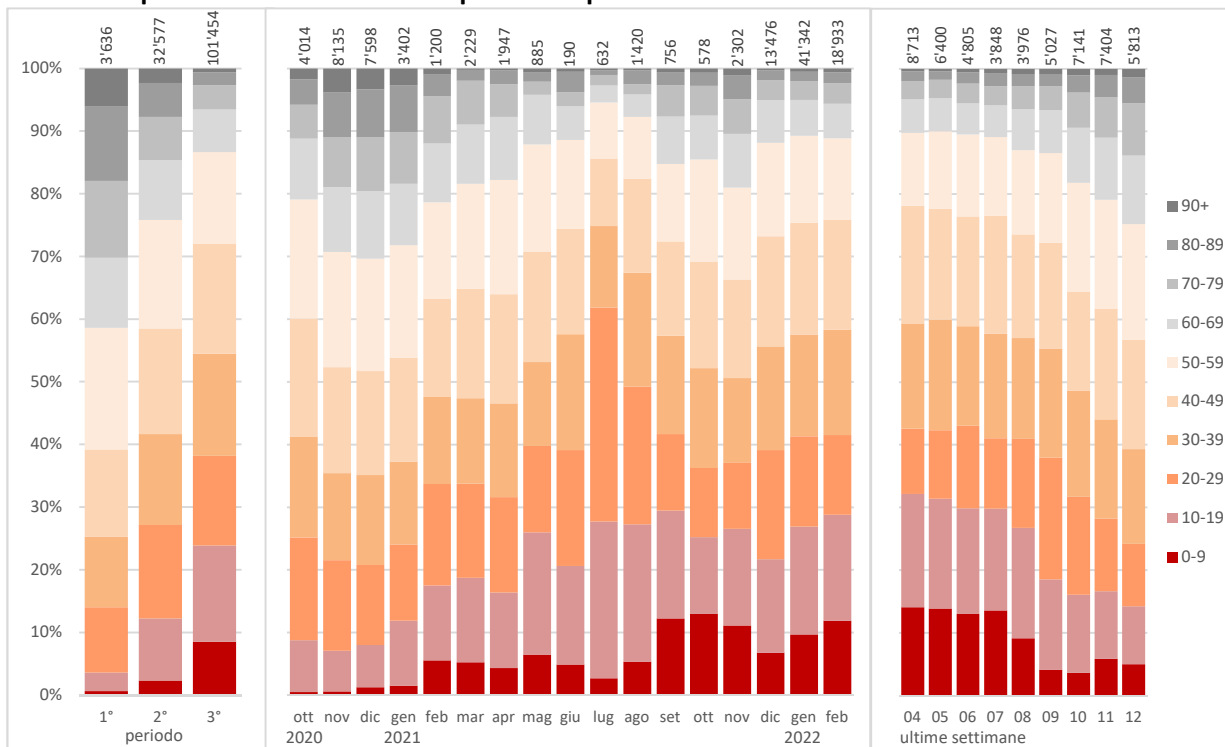 3'636 32'577 101'454
4'014 8'135 7'598 3'402 1'200 2'229 1'947 885 190 632 1'420 756 578 2'302 13'476 41'342 18'933
8'713 6'400 4'805 3'848 3'976 5'027 7'141 7'404 5'813
100%
90%
80%
70%
60%
50%
40%
30%
20%
10%
0%
90+
80-89
70-79
60-69
50-59
40-49
30-39
20-29
10-19
0-9
1° 2° 3°
periodo
ott nov dic gen feb mar apr mag giu lug ago set ott nov dic gen feb
2020 2021 2022
04 05 06 07 08 09 10 11 12
ultime settimane